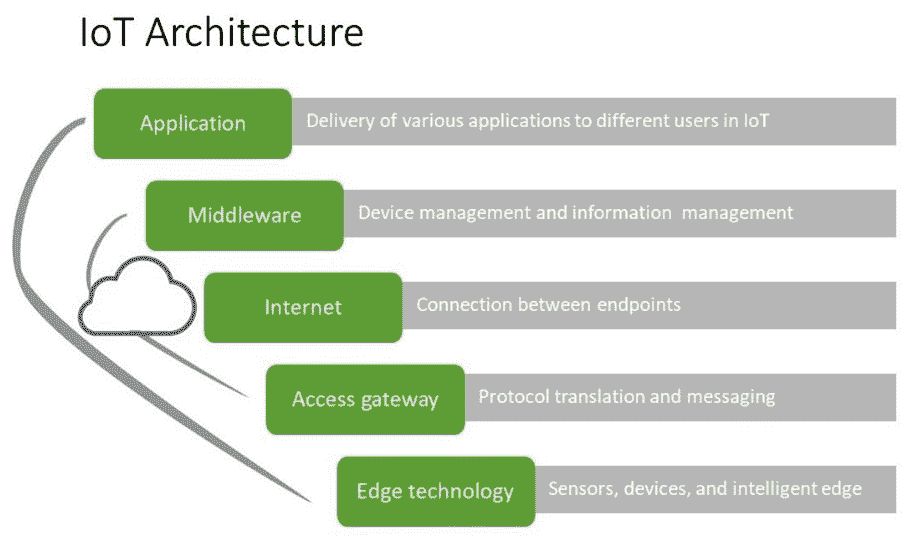 IoT Architecture
Application
Delivery of various applications to different users in IoT
Middleware
Device management and information management
Internet
Connection between endpoints
Access gateway
Protocol translation and messaging
Edge technology
Sensors, devices, and intelligent edge